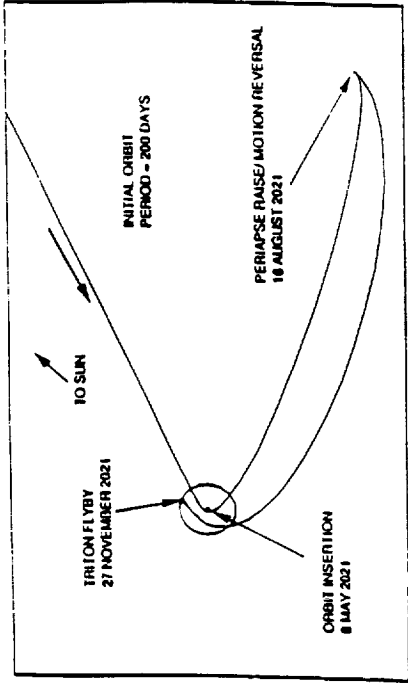 TO SUN
INITIAL ORBIT
PERIOD = 200 DAYS
TRITON FLYBY
27 NOVEMBER 2021
PERIAPSE RAISE/MOTION REVERSAL
16 AUGUST 2021
ORBIT INSERTION
8 MAY 2021